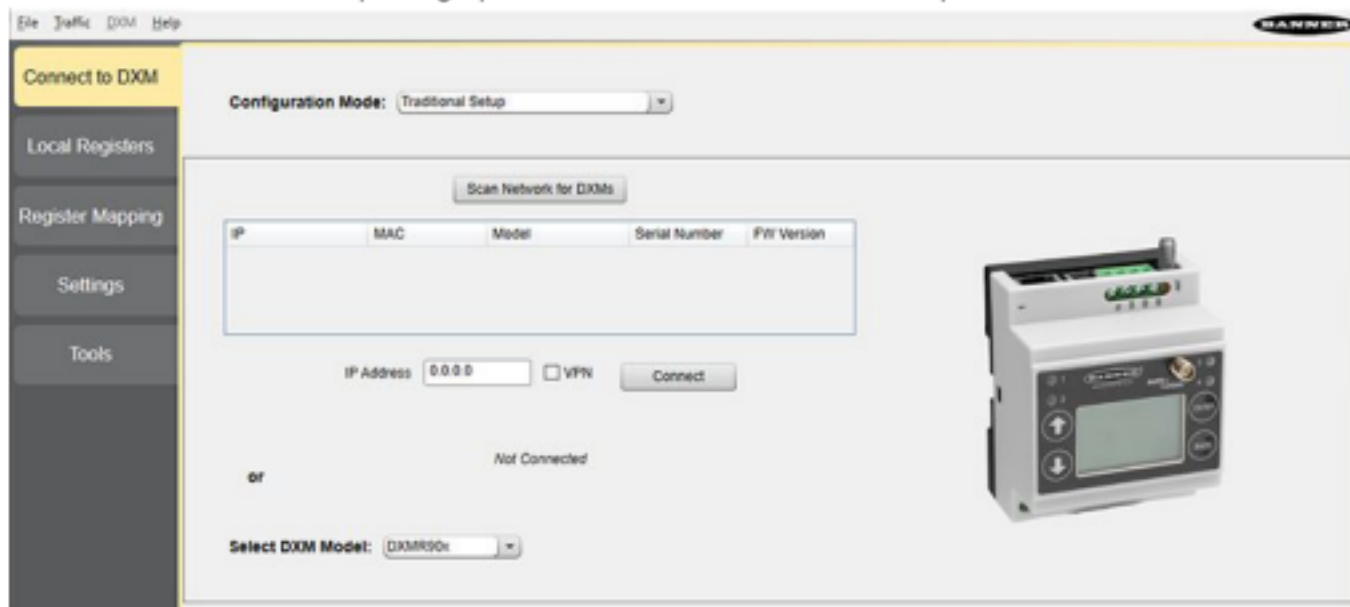 File Traffic DXM Help
BANNER
Connect to DXM
Configuration Mode: Traditional Setup
Local Registers
Scan Network for DXMs
Register Mapping
IP MAC Model Serial Number FW Version
Settings
Tools
IP Address 0.0.0.0 VPN Connect
Not Connected
or
Select DXM Model: DXMR90x
BANNER